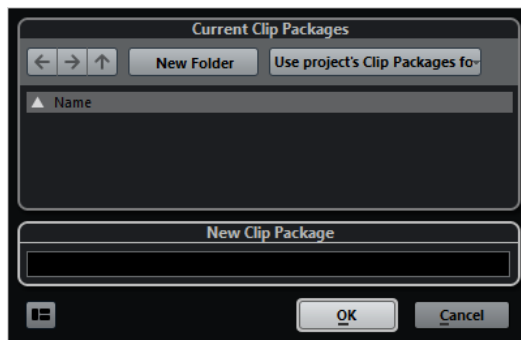 Current Clip Packages
New Folder Use project's Clip Packages fo
Name
New Clip Package
OK Cancel